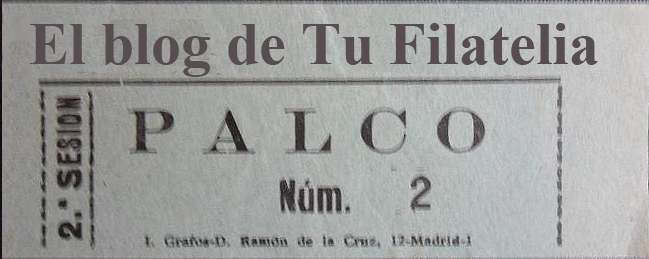 El blog de Tu Filatelia
2.ª SESION
PALCO
Núm. 2
I. Grafos-D. Ramón de la Cruz, 12-Madrid-1